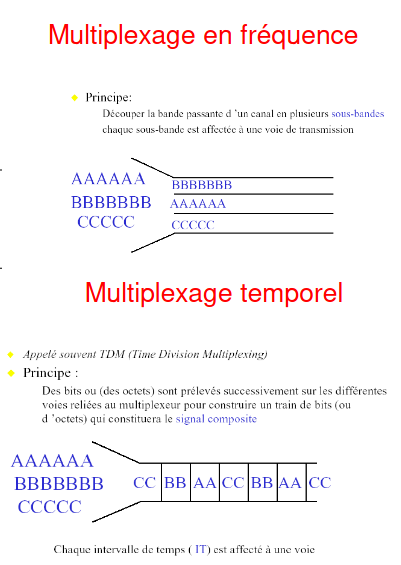 Multiplexage en fréquence
Principe:
Découper la bande passante d 'un canal en plusieurs sous-bandes
chaque sous-bande est affectée à une voie de transmission
AAAAAA
BBBBBBB
CCCCC
BBBBBBB
AAAAAA
CCCCC
Multiplexage temporel
Appelé souvent TDM (Time Division Multiplexing)
Principe :
Des bits ou (des octets) sont prélevés successivement sur les différentes
voies reliées au multiplexeur pour construire un train de bits (ou
d 'octets) qui constituera le signal composite
AAAAAA
BBBBBBB
CCCCC
CC BB AA CC BB AA CC
Chaque intervalle de temps ( IT) est affecté à une voie